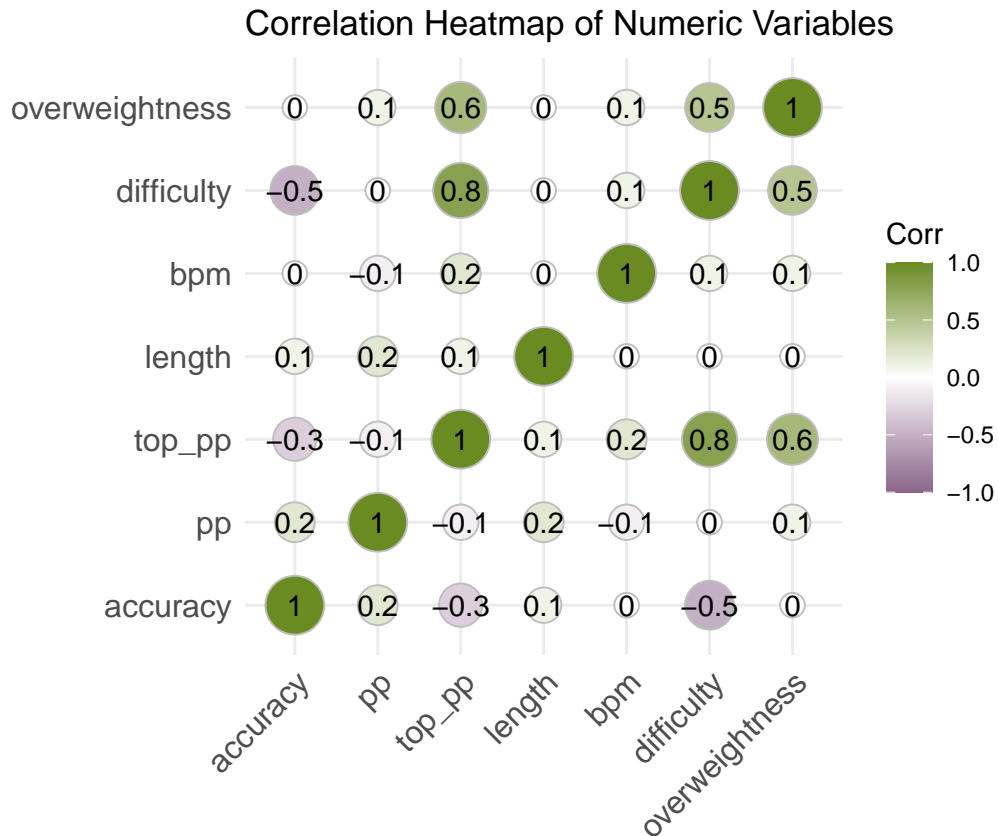 Correlation Heatmap of Numeric Variables
overweightness 0 0.1 0.6 0 0.1 0.5 1
difficulty −0.5 0 0.8 0 0.1 1 0.5
bpm 0 −0.1 0.2 0 1 0.1 0.1
length 0.1 0.2 0.1 1 0 0 0
top_pp −0.3 −0.1 1 0.1 0.2 0.8 0.6
pp 0.2 1 −0.1 0.2 −0.1 0 0.1
accuracy 1 0.2 −0.3 0.1 0 −0.5 0
accuracy pp top_pp length bpm difficulty overweightness
Corr
1.0
0.5
0.0
−0.5
−1.0